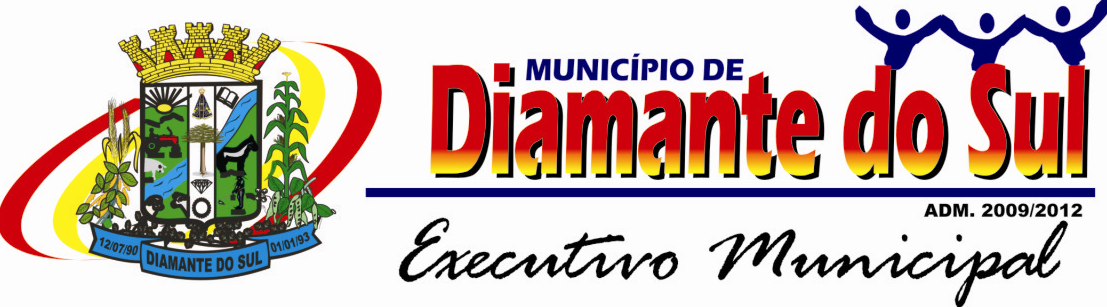 MUNICÍPIO DE
Diamante do Sul
ADM. 2009/2012
Executivo Municipal
12/07/90 DIAMANTE DO SUL 01/01/93